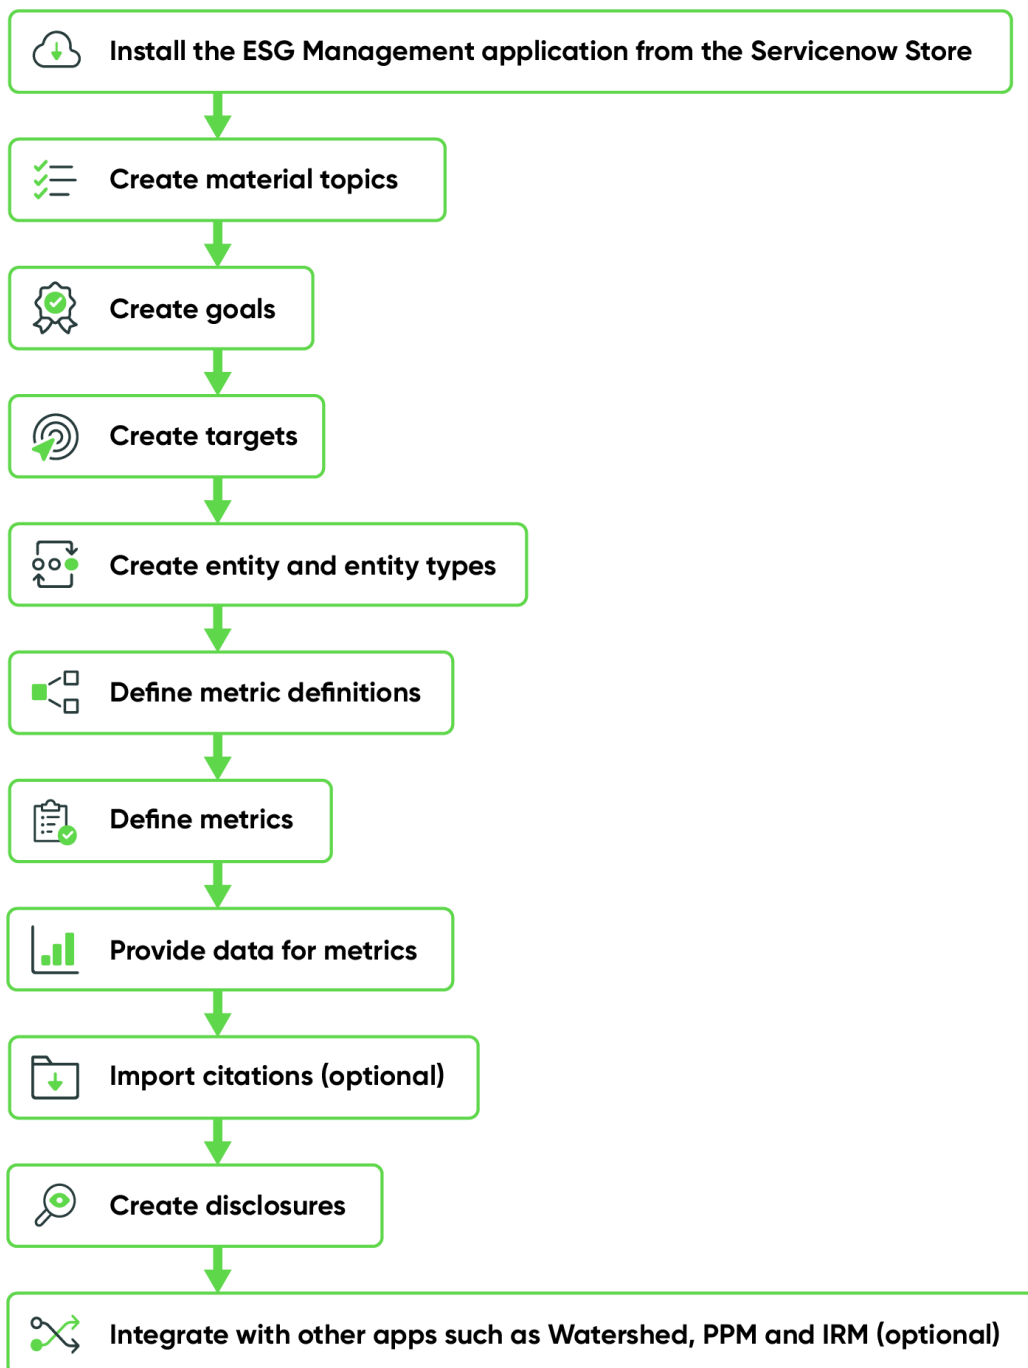 Install the ESG Management application from the Servicenow Store
Create material topics
Create goals
Create targets
Create entity and entity types
Define metric definitions
Define metrics
Provide data for metrics
Import citations (optional)
Create disclosures
Integrate with other apps such as Watershed, PPM and IRM (optional)